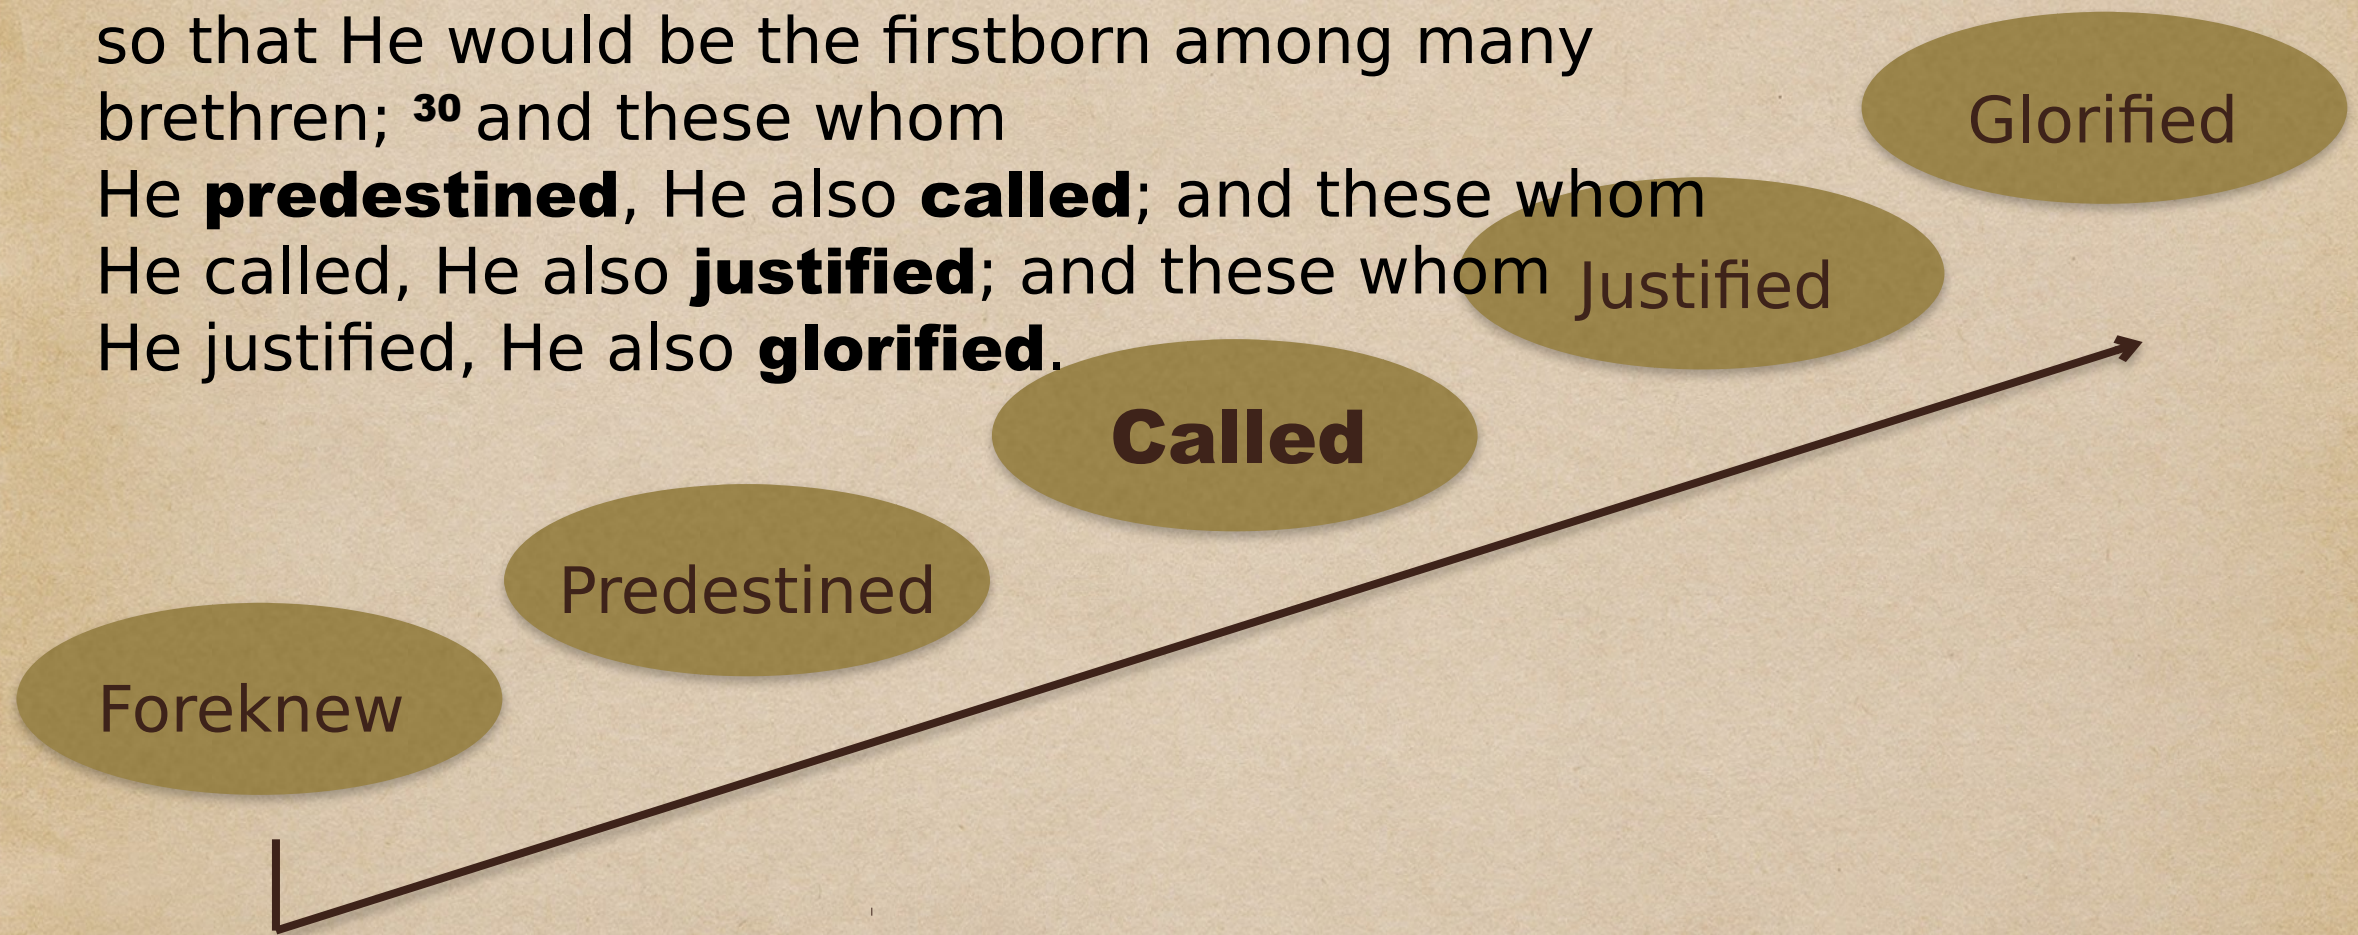 so that He would be the firstborn among many
brethren; ³⁰ and these whom
He predestined, He also called; and these whom
He called, He also justified; and these whom
He justified, He also glorified.
Glorified
Justified
Called
Predestined
Foreknew